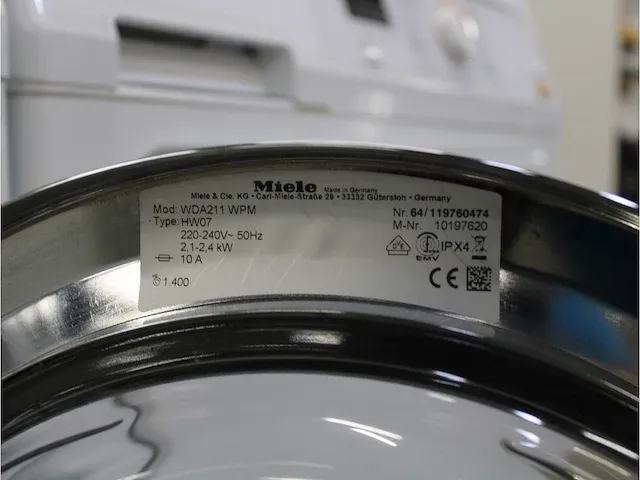 Miele Made in Germany
Miele & Cie. KG • Carl-Miele-Straße 29 • 33332 Gütersloh • Germany
Mod: WDA211 WPM Nr. 64/119760474
Type: HW07 M-Nr. 10197620
220-240V~ 50Hz
2,1-2,4 kW IPX4
10 A EMV
1.400 CE